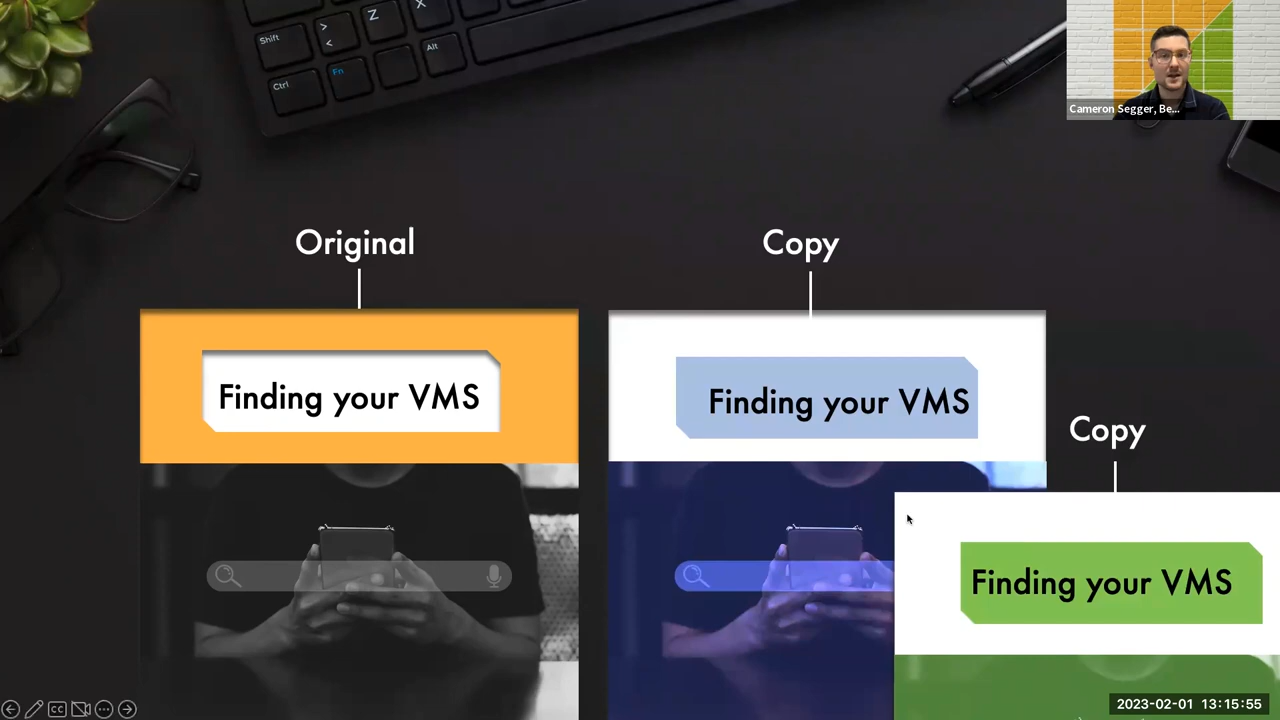 Shift
Z
X
>
<
Alt
Ctrl
Fn
Cameron Segger, Be...
Original
Copy
Finding your VMS
Finding your VMS
Copy
Finding your VMS
CC
2023-02-01 13:15:55